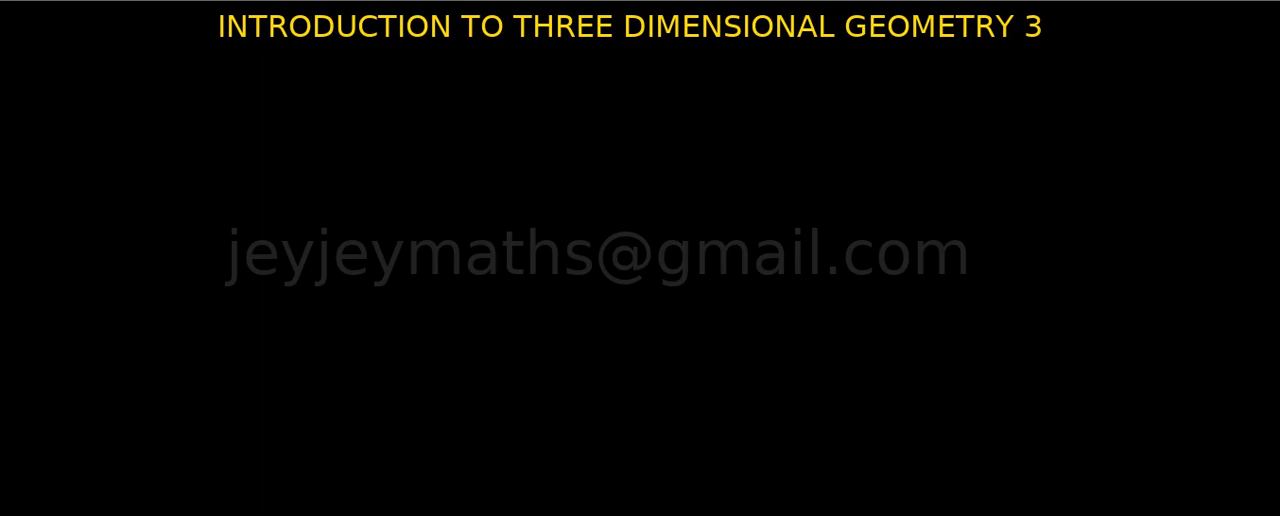 INTRODUCTION TO THREE DIMENSIONAL GEOMETRY 3
jeyjeymaths@gmail.com